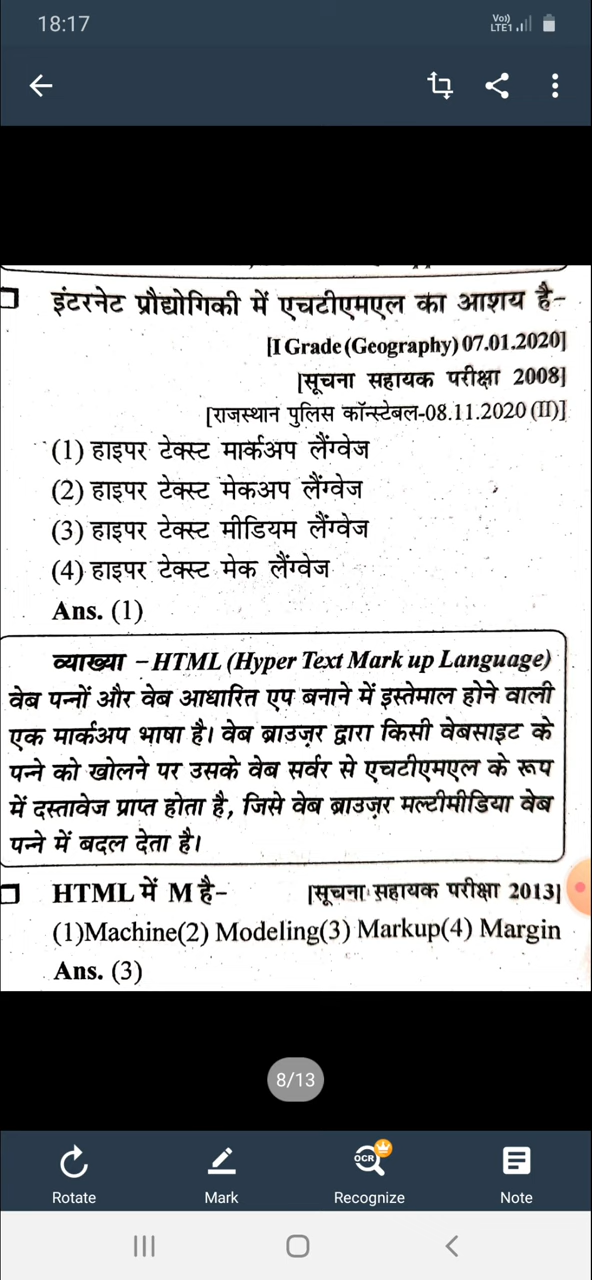 18:17
Vo)) LTE1
इंटरनेट प्रौद्योगिकी में एचटीएमएल का आशय है–
[I Grade (Geography) 07.01.2020]
[सूचना सहायक परीक्षा 2008]
[राजस्थान पुलिस कॉन्स्टेबल-08.11.2020 (II)]
(1) हाइपर टेक्स्ट मार्कअप लैंग्वेज
(2) हाइपर टेक्स्ट मेकअप लैंग्वेज
(3) हाइपर टेक्स्ट मीडियम लैंग्वेज
(4) हाइपर टेक्स्ट मेक लैंग्वेज
Ans. (1)
व्याख्या –HTML (Hyper Text Mark up Language)
वेब पन्नों और वेब आधारित एप बनाने में इस्तेमाल होने वाली
एक मार्कअप भाषा है। वेब ब्राउज़र द्वारा किसी वेबसाइट के
पन्ने को खोलने पर उसके वेब सर्वर से एचटीएमएल के रूप
में दस्तावेज प्राप्त होता है, जिसे वेब ब्राउज़र मल्टीमीडिया वेब
पन्ने में बदल देता है।
HTML में M है– [सूचना सहायक परीक्षा 2013]
(1)Machine(2) Modeling(3) Markup(4) Margin
Ans. (3)
8/13
OCR
Rotate Mark Recognize Note